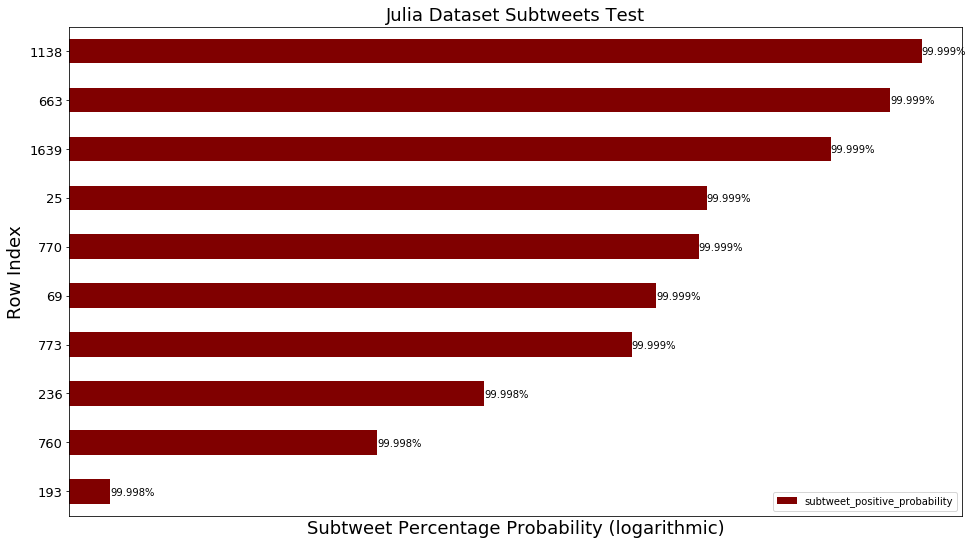 Julia Dataset Subtweets Test
Row Index
1138 99.999%
663 99.999%
1639 99.999%
25 99.999%
770 99.999%
69 99.999%
773 99.999%
236 99.998%
760 99.998%
193 99.998%
subtweet_positive_probability
Subtweet Percentage Probability (logarithmic)